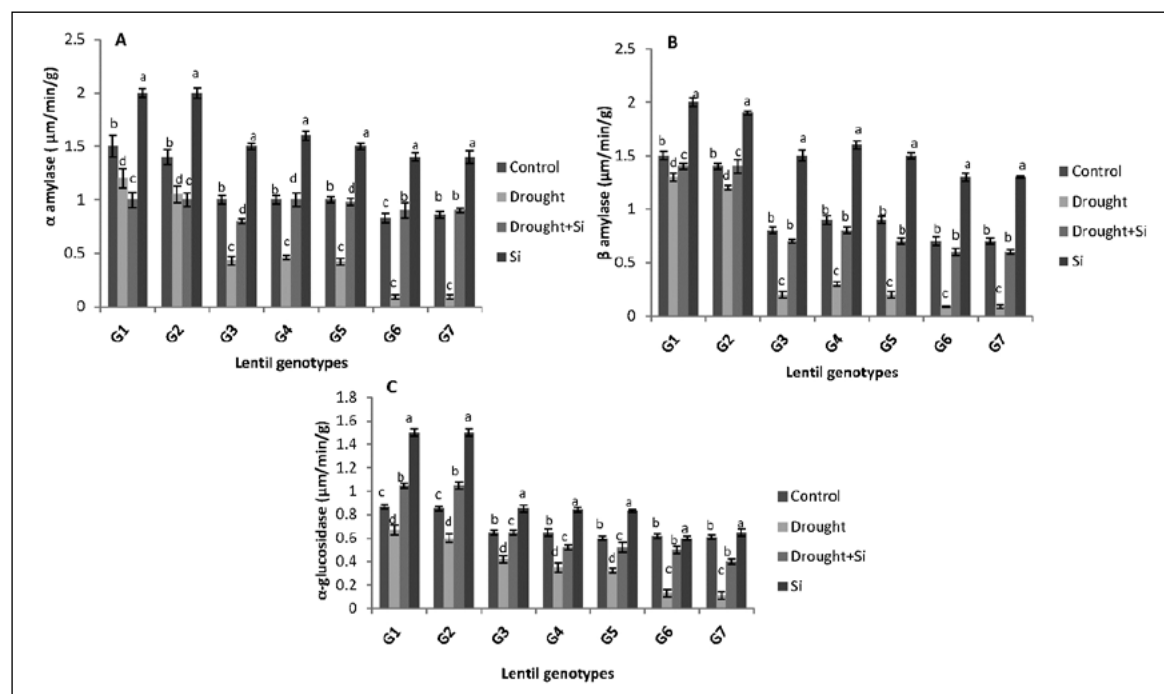 A
α amylase ( µm/min/g)
2.5
2
1.5
1
0.5
0
b d c a
b d c a
b c d a
b c d a
b c d a
c c b a
b c b a
G1 G2 G3 G4 G5 G6 G7
Lentil genotypes
Control
Drought
Drought+Si
Si
B
β amylase (µm/min/g)
2.5
2
1.5
1
0.5
0
b d c a
b d b a
b c b a
b c b a
b c b a
b c b a
b c b a
G1 G2 G3 G4 G5 G6 G7
Lentil genotypes
Control
Drought
Drought+Si
Si
C
α-glucosidase (µm/min/g)
1.8
1.6
1.4
1.2
1
0.8
0.6
0.4
0.2
0
c d b a
c d b a
b d c a
b d c a
b d c a
b c b a
b c b a
G1 G2 G3 G4 G5 G6 G7
Lentil genotypes
Control
Drought
Drought+Si
Si